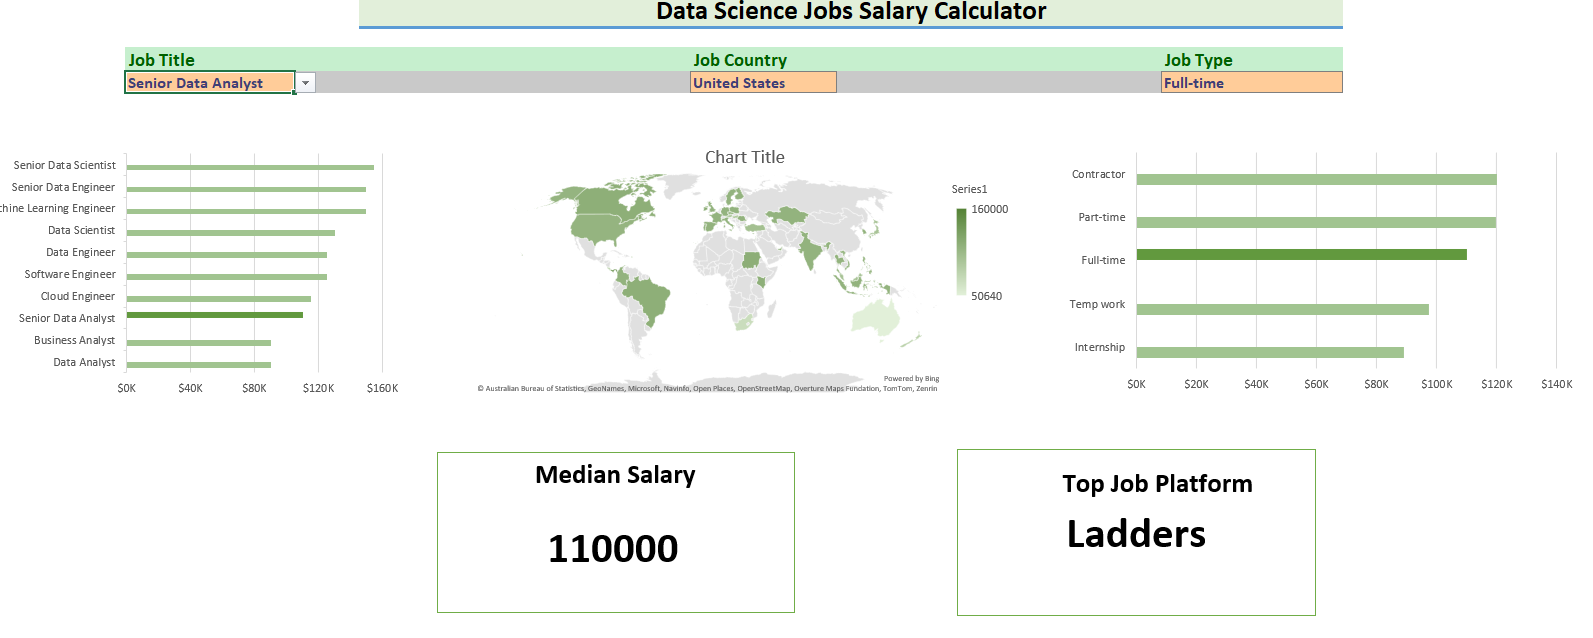 Data Science Jobs Salary Calculator
Job Title
Job Country
Job Type
Senior Data Analyst
United States
Full-time
Senior Data Scientist
Senior Data Engineer
chine Learning Engineer
Data Scientist
Data Engineer
Software Engineer
Cloud Engineer
Senior Data Analyst
Business Analyst
Data Analyst
$0K $40K $80K $120K $160K
Chart Title
Series1
160000
50640
Powered by Bing
© Australian Bureau of Statistics, GeoNames, Microsoft, Navinfo, Open Places, OpenStreetMap, Overture Maps Fundation, TomTom, Zenrin
Contractor
Part-time
Full-time
Temp work
Internship
$0K $20K $40K $60K $80K $100K $120K $140K
Median Salary
110000
Top Job Platform
Ladders